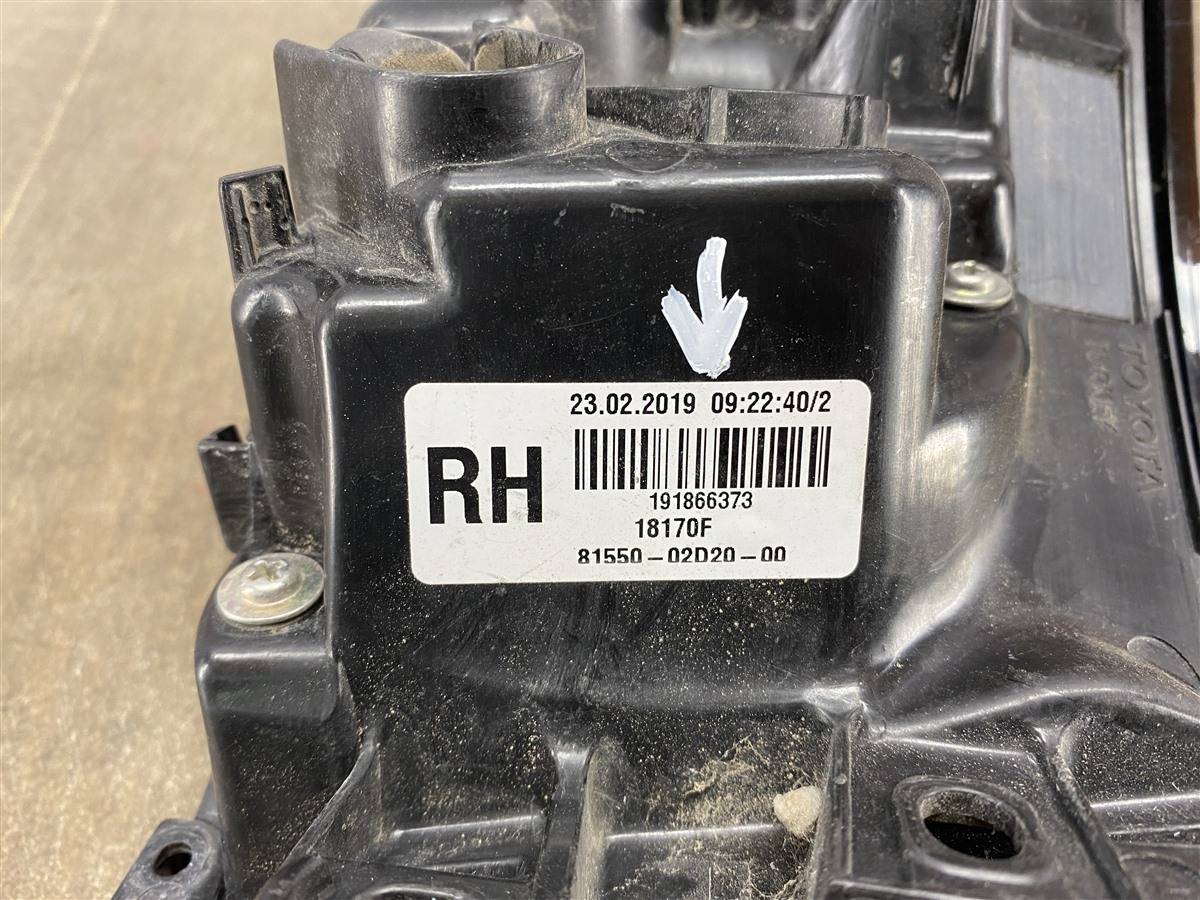 23.02.2019 09:22:40/2
RH
191866373
18170F
81550-02D20-00
TOYOTA